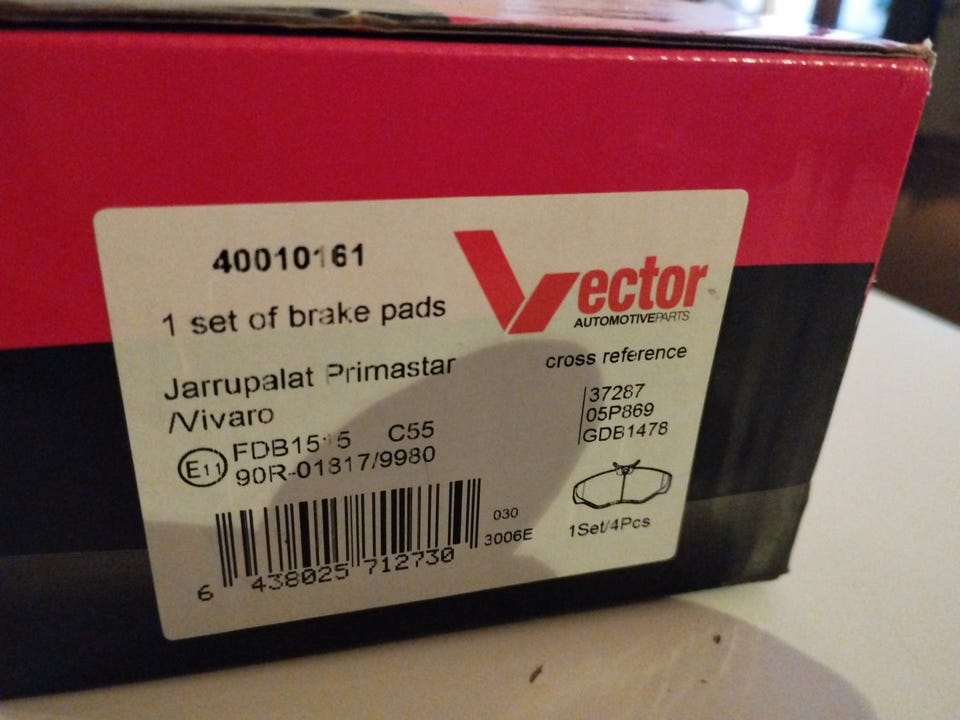 40010161
1 set of brake pads
Vector
AUTOMOTIVEPARTS
Jarrupalat Primastar
/Vivaro
E11
FDB1515 C55
90R-01817/9980
cross reference
37287
05P869
GDB1478
1Set/4Pcs
030
3006E
6 438025 712730